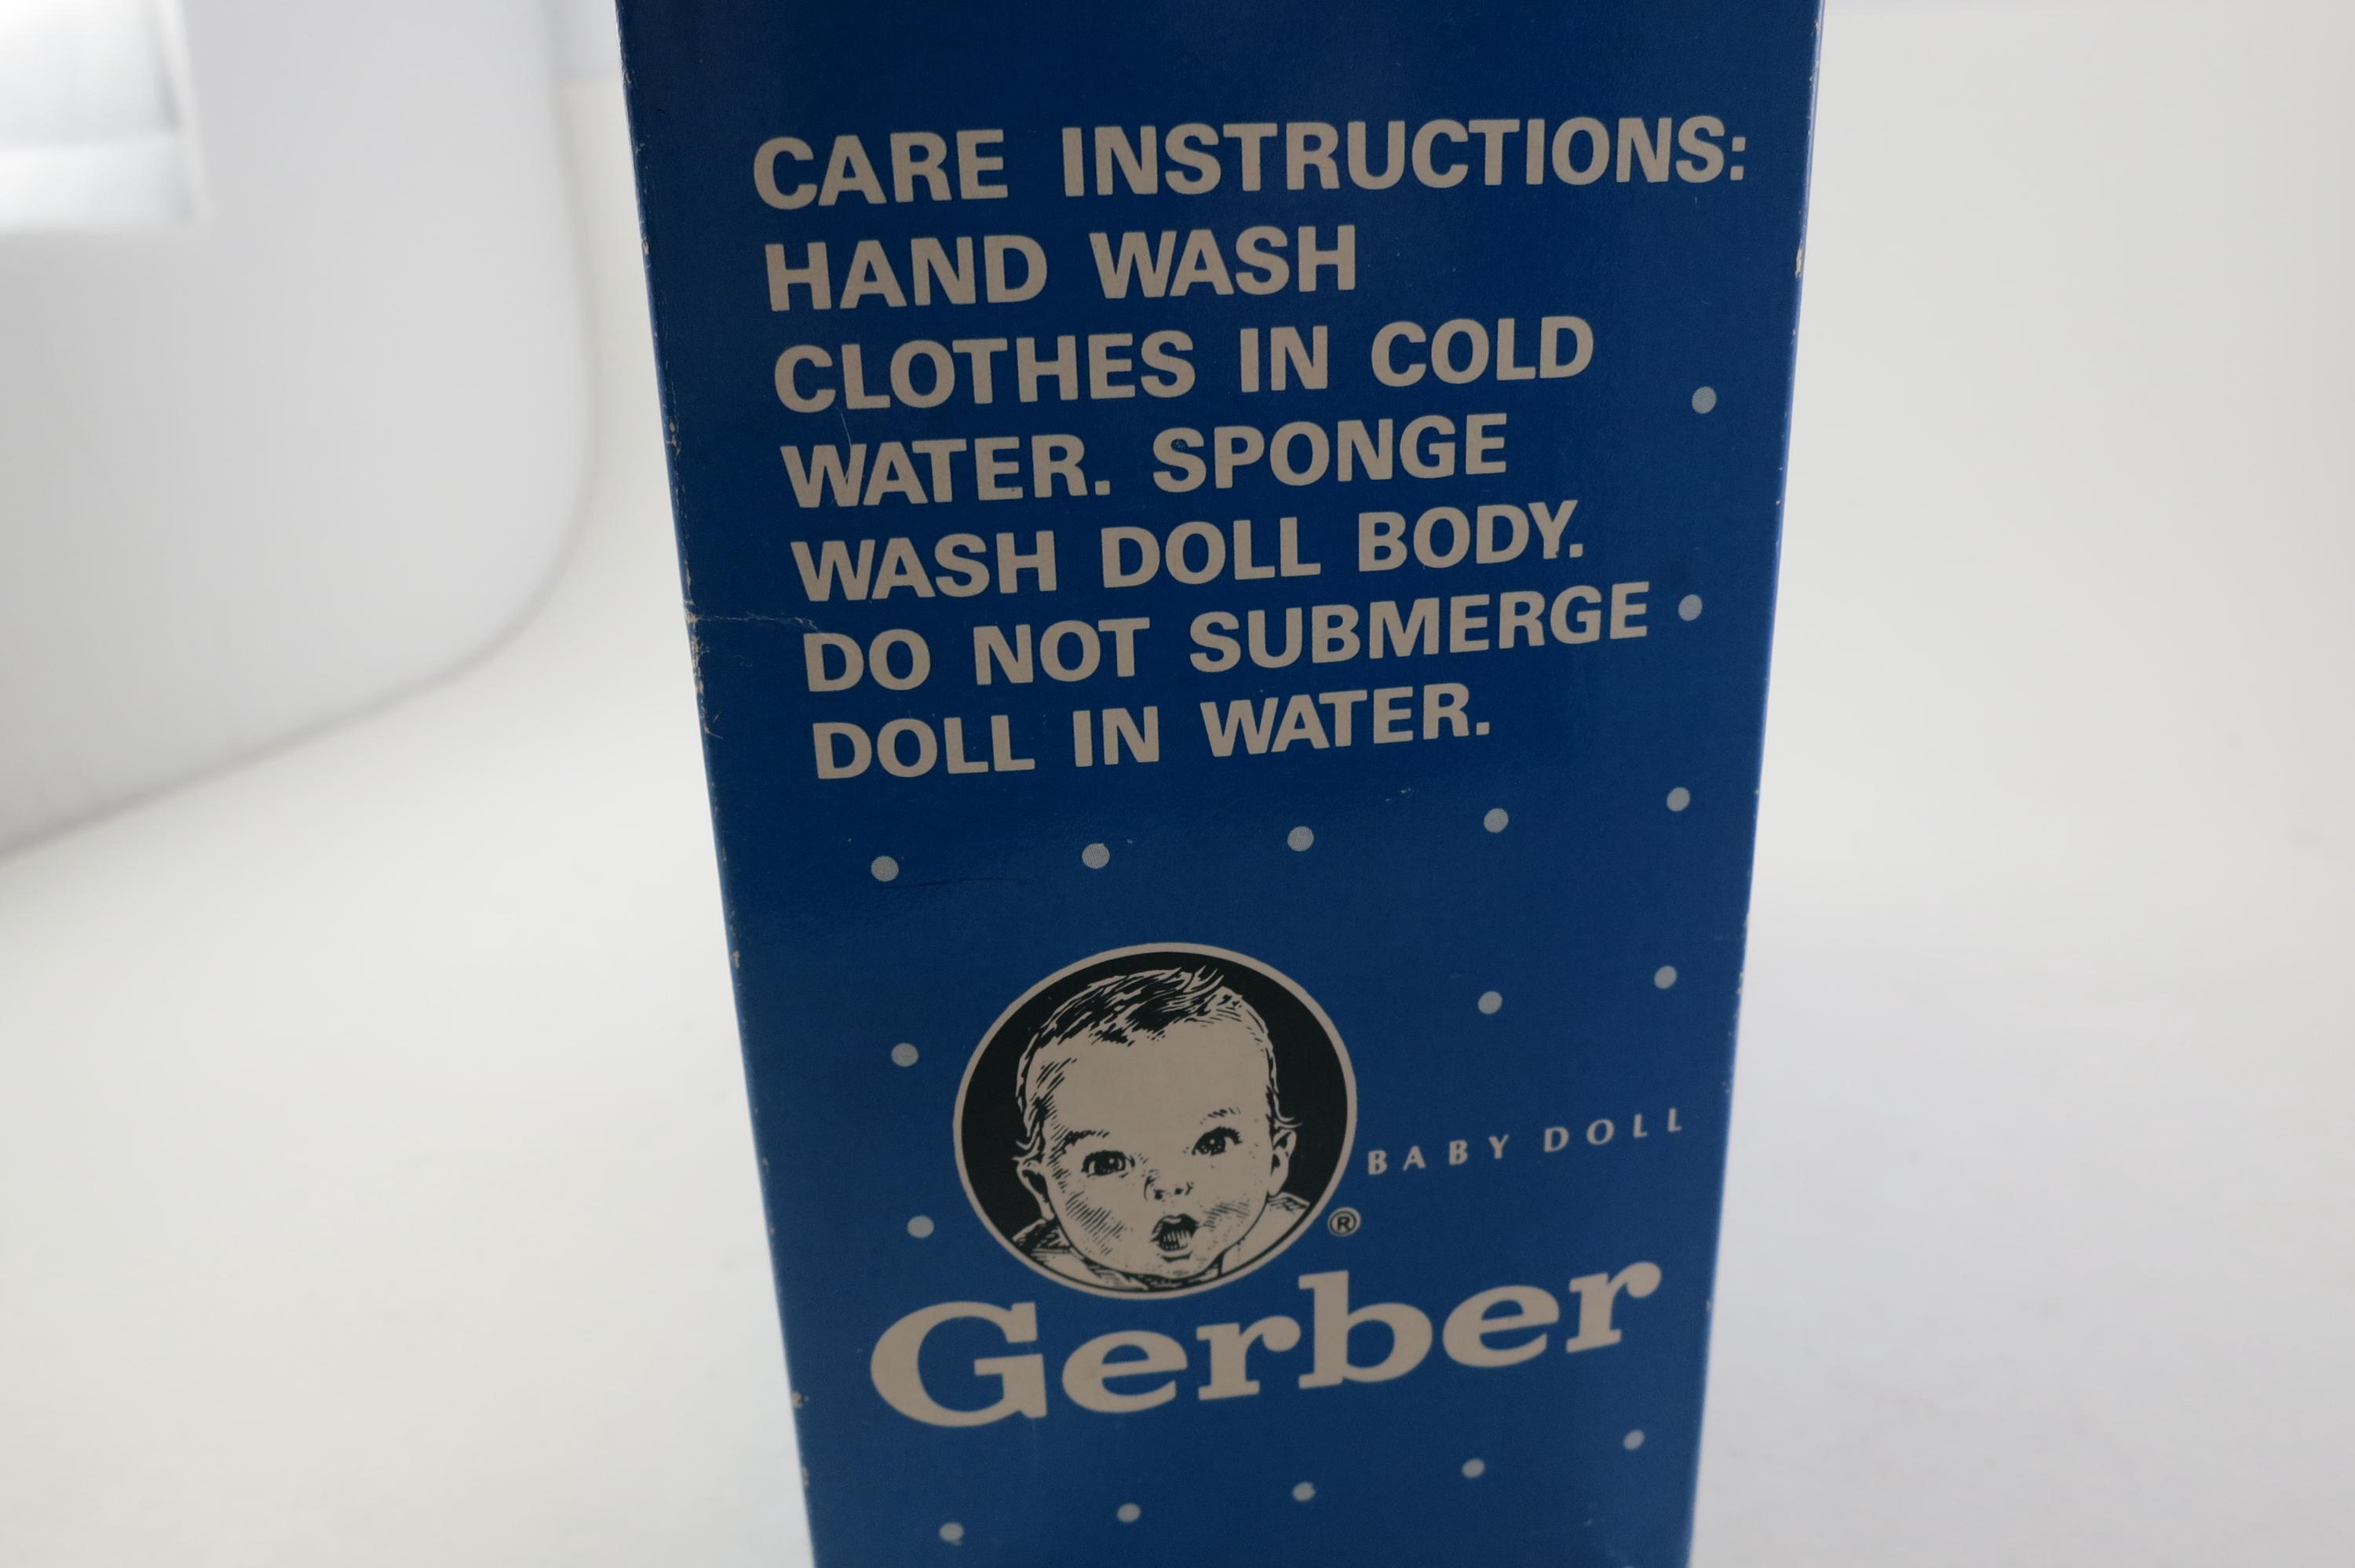 CARE INSTRUCTIONS:
HAND WASH
CLOTHES IN COLD
WATER. SPONGE
WASH DOLL BODY.
DO NOT SUBMERGE
DOLL IN WATER.
BABY DOLL
®
Gerber